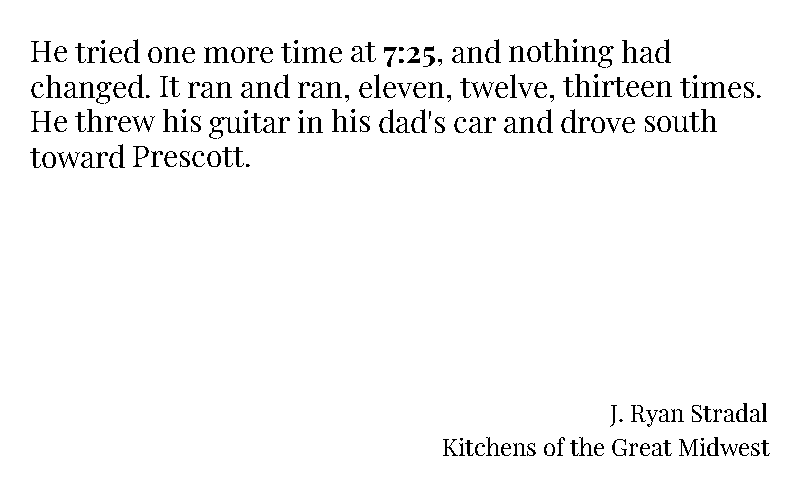 He tried one more time at 7:25, and nothing had
changed. It ran and ran, eleven, twelve, thirteen times.
He threw his guitar in his dad's car and drove south
toward Prescott.
J. Ryan Stradal
Kitchens of the Great Midwest